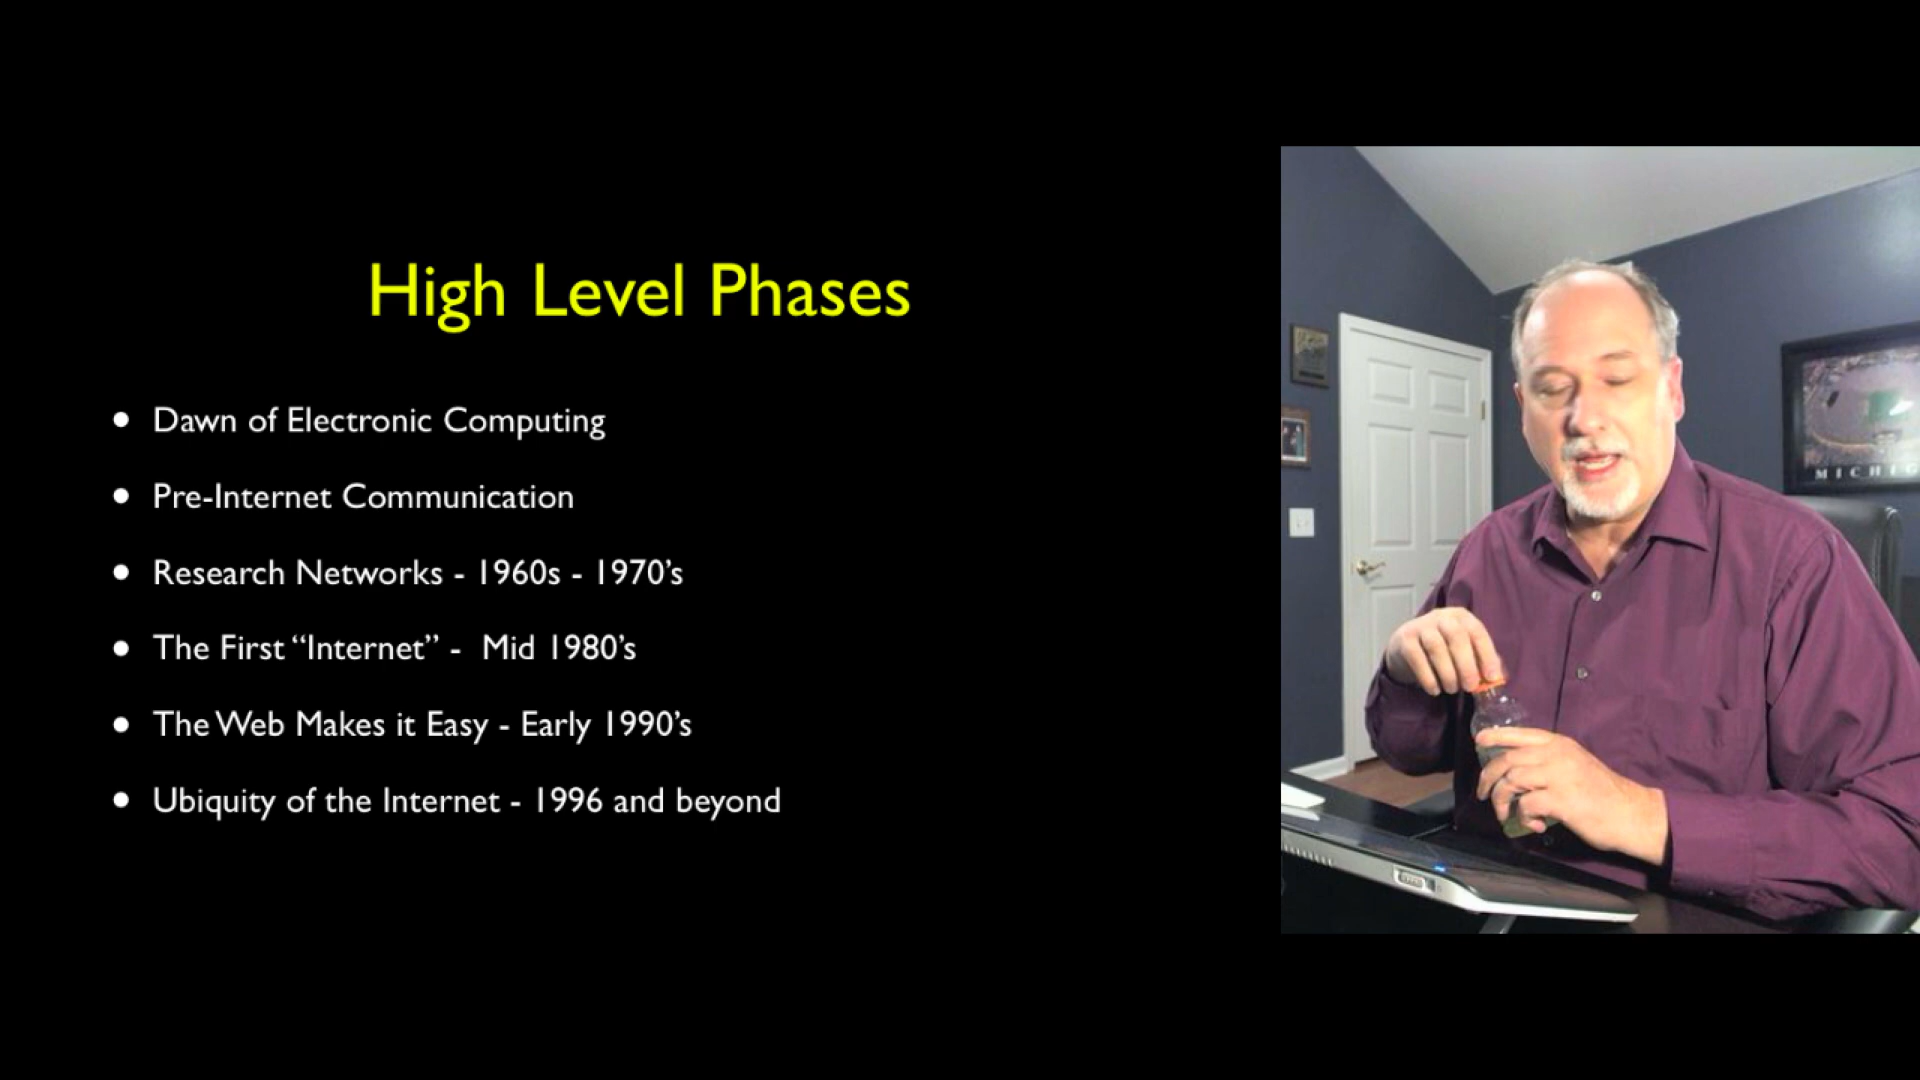 High Level Phases
• Dawn of Electronic Computing
• Pre-Internet Communication
• Research Networks - 1960s - 1970’s
• The First “Internet” - Mid 1980’s
• The Web Makes it Easy - Early 1990’s
• Ubiquity of the Internet - 1996 and beyond
MICHIG